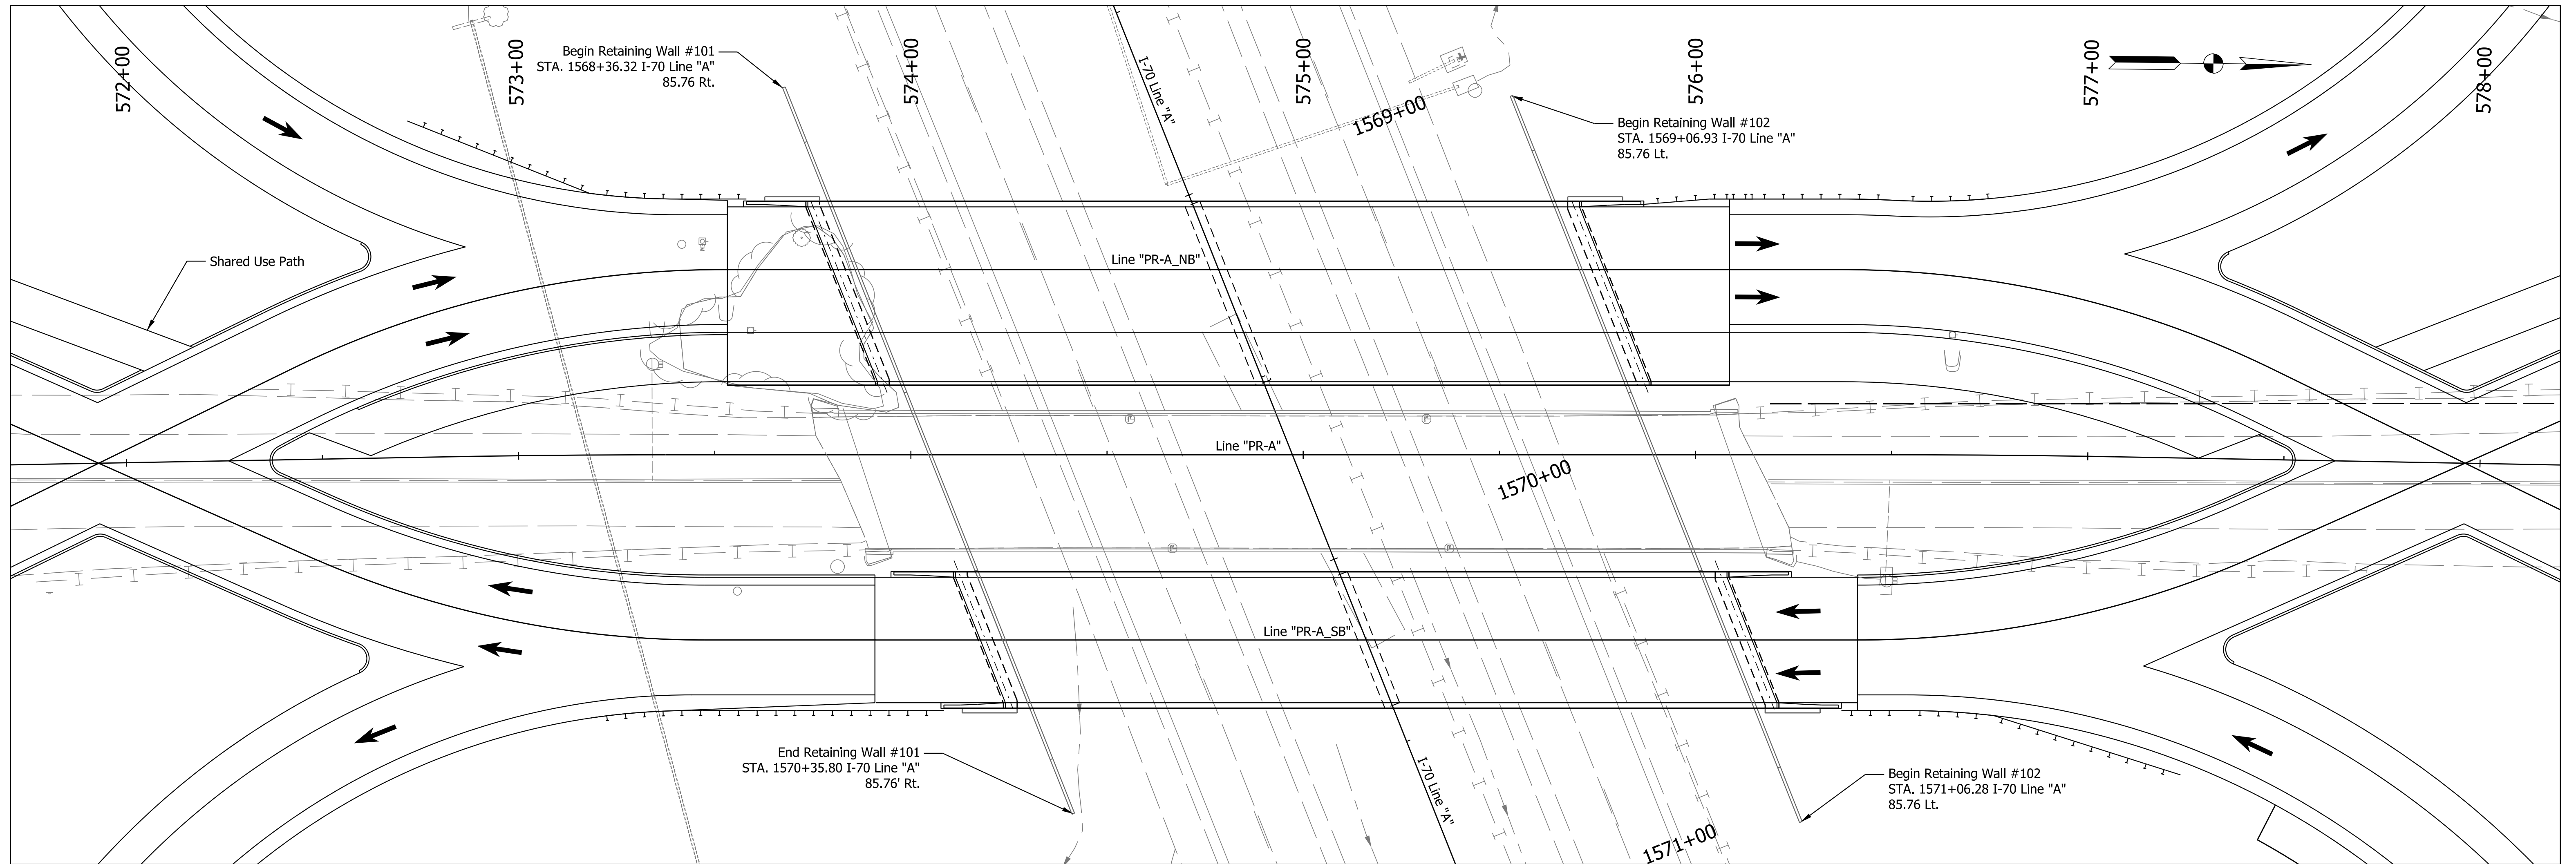 572+00
573+00
574+00
575+00
576+00
577+00
578+00
Begin Retaining Wall #101
STA. 1568+36.32 I-70 Line "A"
85.76 Rt.
I-70 Line "A"
1569+00
Begin Retaining Wall #102
STA. 1569+06.93 I-70 Line "A"
85.76 Lt.
Shared Use Path
Line "PR-A_NB"
Line "PR-A"
1570+00
Line "PR-A_SB"
End Retaining Wall #101
STA. 1570+35.80 I-70 Line "A"
85.76' Rt.
I-70 Line "A"
1571+00
Begin Retaining Wall #102
STA. 1571+06.28 I-70 Line "A"
85.76 Lt.